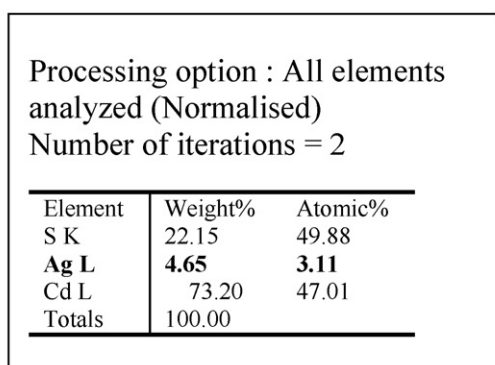 Processing option : All elements
analyzed (Normalised)
Number of iterations = 2
Element Weight% Atomic%
S K 22.15 49.88
Ag L 4.65 3.11
Cd L 73.20 47.01
Totals 100.00